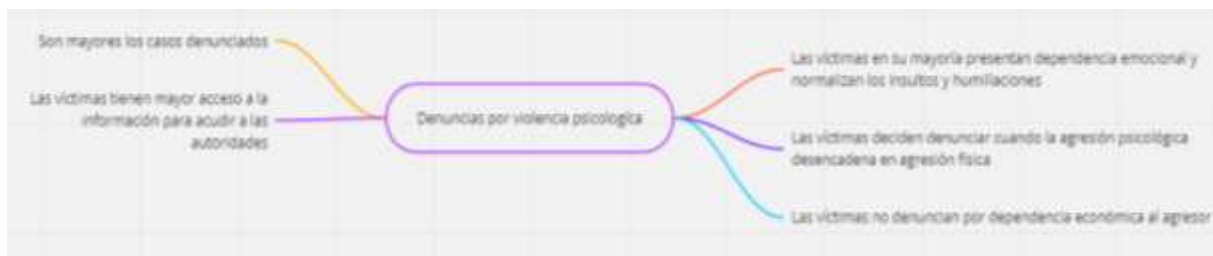 Son mayores los casos denunciados
Las víctimas tienen mayor acceso a la
información para acudir a las
autoridades
Denuncias por violencia psicologica
Las víctimas en su mayoría presentan dependencia emocional y
normalizan los insultos y humillaciones
Las víctimas deciden denunciar cuando la agresión psicológica
desencadena en agresión física
Las víctimas no denuncian por dependencia económica al agresor